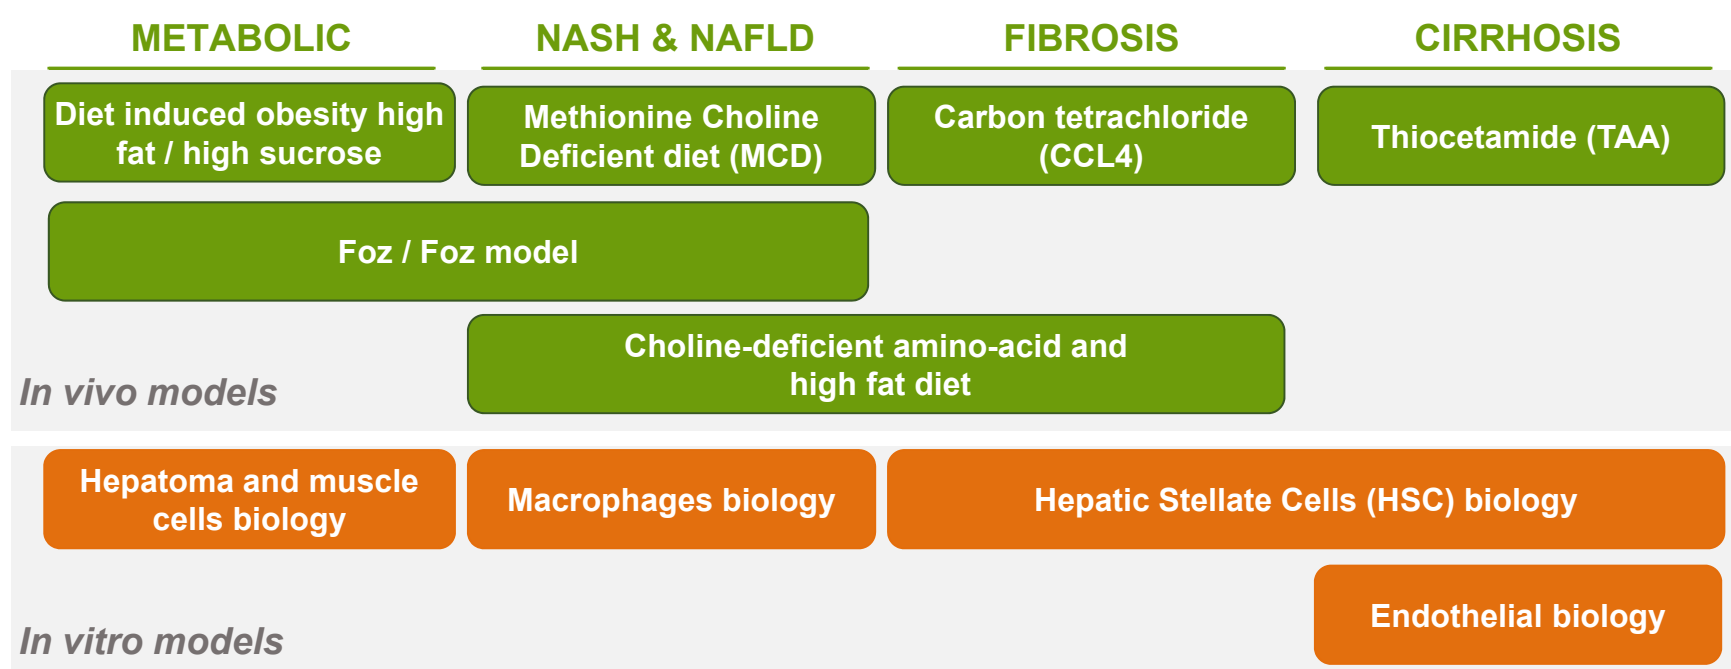 METABOLIC
NASH & NAFLD
FIBROSIS
CIRRHOSIS
Diet induced obesity high
fat / high sucrose
Methionine Choline
Deficient diet (MCD)
Carbon tetrachloride
(CCL4)
Thiocetamide (TAA)
Foz / Foz model
Choline-deficient amino-acid and
high fat diet
In vivo models
Hepatoma and muscle
cells biology
Macrophages biology
Hepatic Stellate Cells (HSC) biology
Endothelial biology
In vitro models